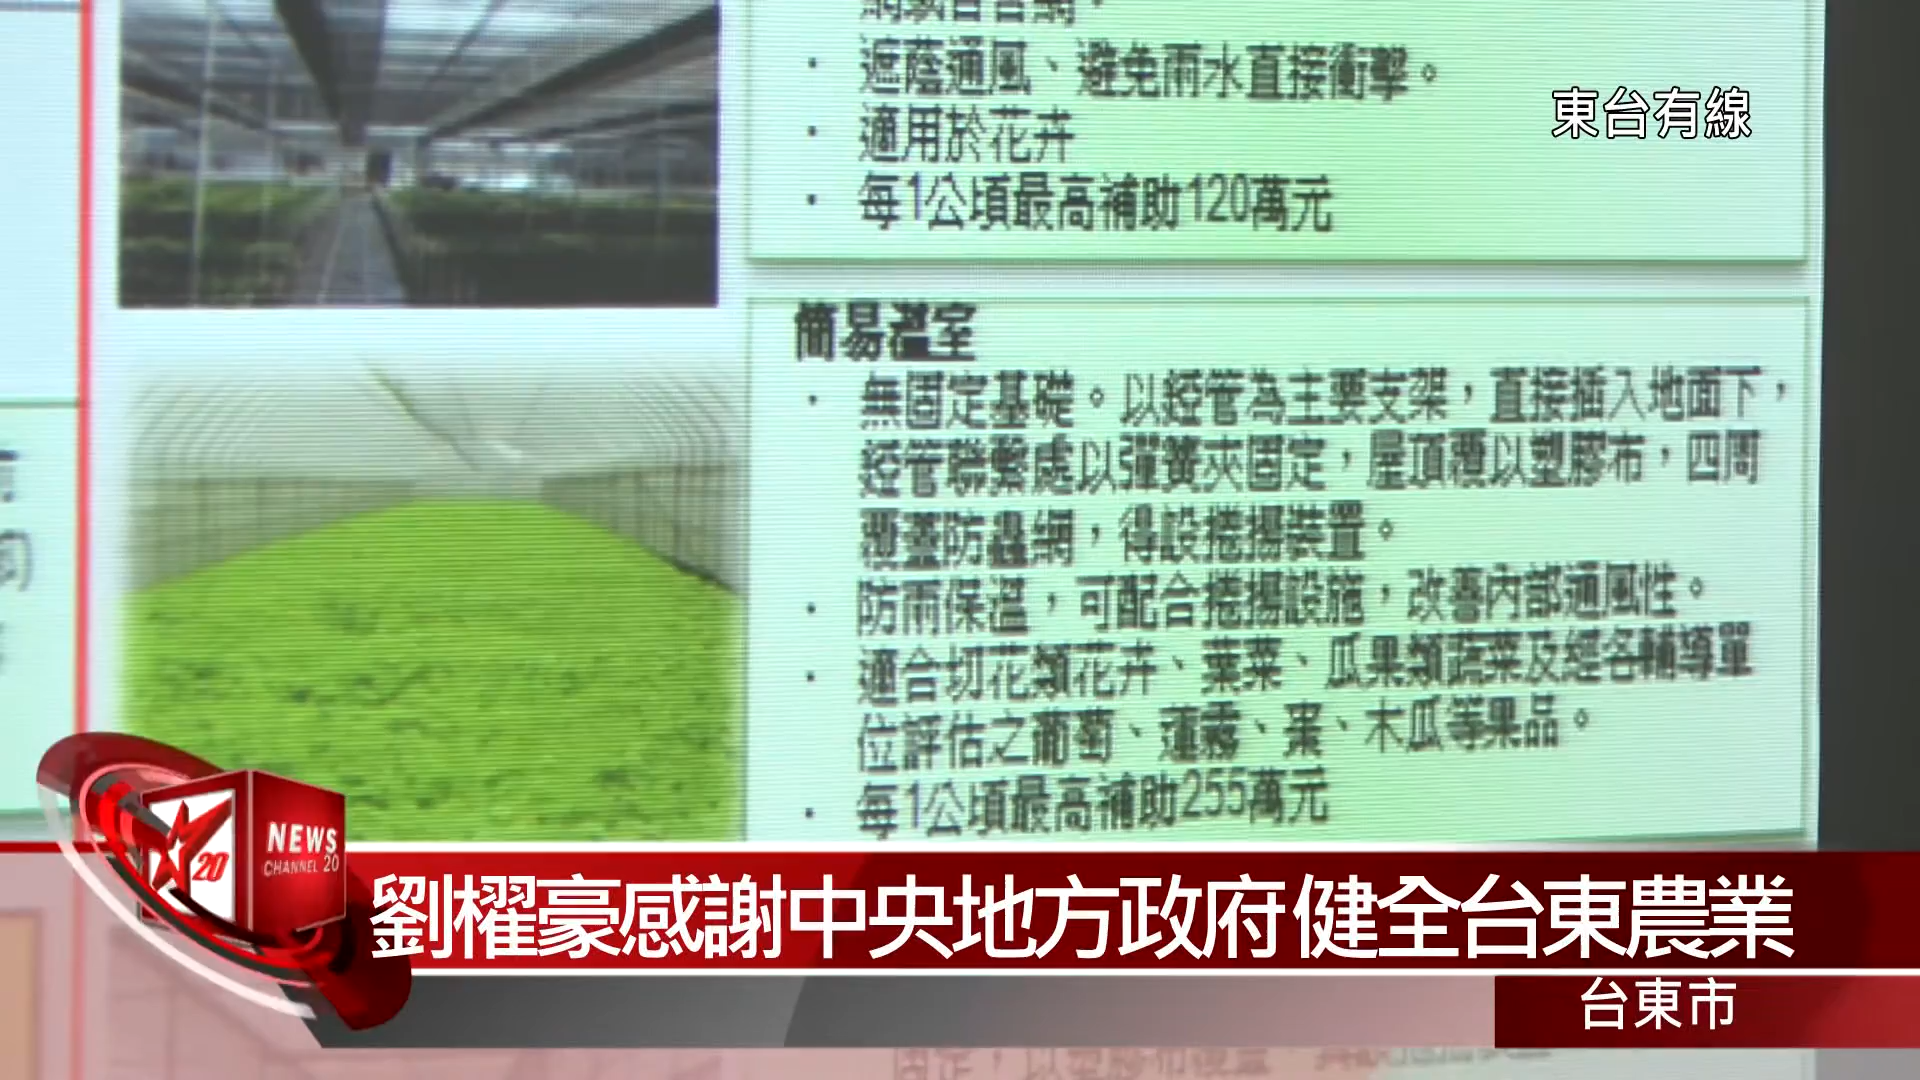 網或百吉網。
· 遮蔭通風、避免雨水直接衝擊。
東台有線
· 適用於花卉
· 每1公頃最高補助120萬元
簡易溫室
· 無固定基礎。以錏管為主要支架，直接插入地面下，
錏管聯繫處以彈簧夾固定，屋頂覆以塑膠布，四周
覆蓋防蟲網，得設捲揚裝置。
· 防雨保溫，可配合捲揚設施，改善內部通風性。
· 適合切花類花卉、葉菜、瓜果類蔬菜及經各輔導單
位評估之葡萄、蓮霧、棗、木瓜等果品。
· 每1公頃最高補助255萬元
20
NEWS
CHANNEL 20
劉櫂豪感謝中央地方政府 健全台東農業
台東市